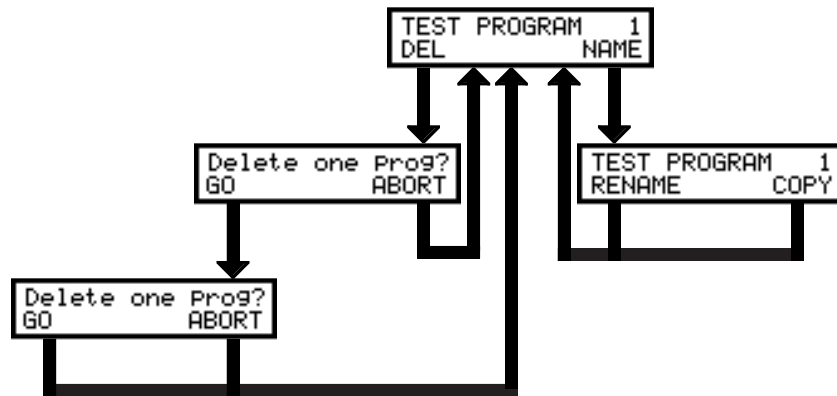 TEST PROGRAM 1
DEL NAME
Delete one Prog?
GO ABORT
TEST PROGRAM 1
RENAME COPY
Delete one Prog?
GO ABORT